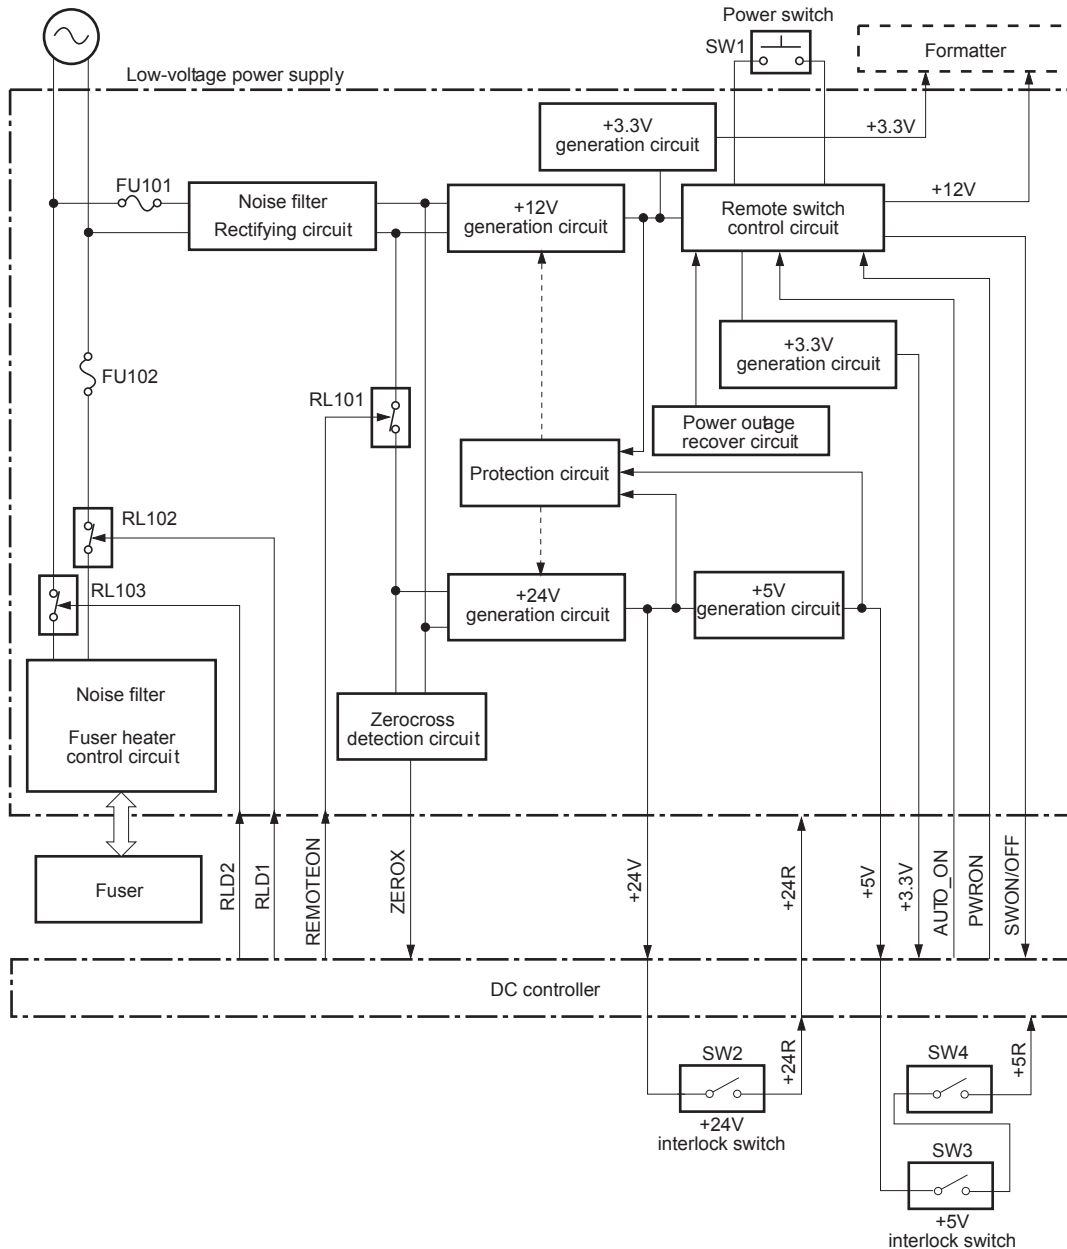 Power switch
SW1
Formatter
Low-voltage power supply
+3.3V
generation circuit
+3.3V
FU101
Noise filter
Rectifying circuit
+12V
generation circuit
Remote switch
control circuit
+12V
+3.3V
generation circuit
FU102
RL101
Power outage
recover circuit
Protection circuit
RL102
RL103
+24V
generation circuit
+5V
generation circuit
Noise filter
Fuser heater
control circuit
Zerocross
detection circuit
Fuser
RLD2
RLD1
REMOTEON
ZEROX
+24V
+24R
+5V
+3.3V
AUTO_ON
PWRON
SWON/OFF
DC controller
SW2
+24R
SW4
+5R
+24V
interlock switch
SW3
+5V
interlock switch